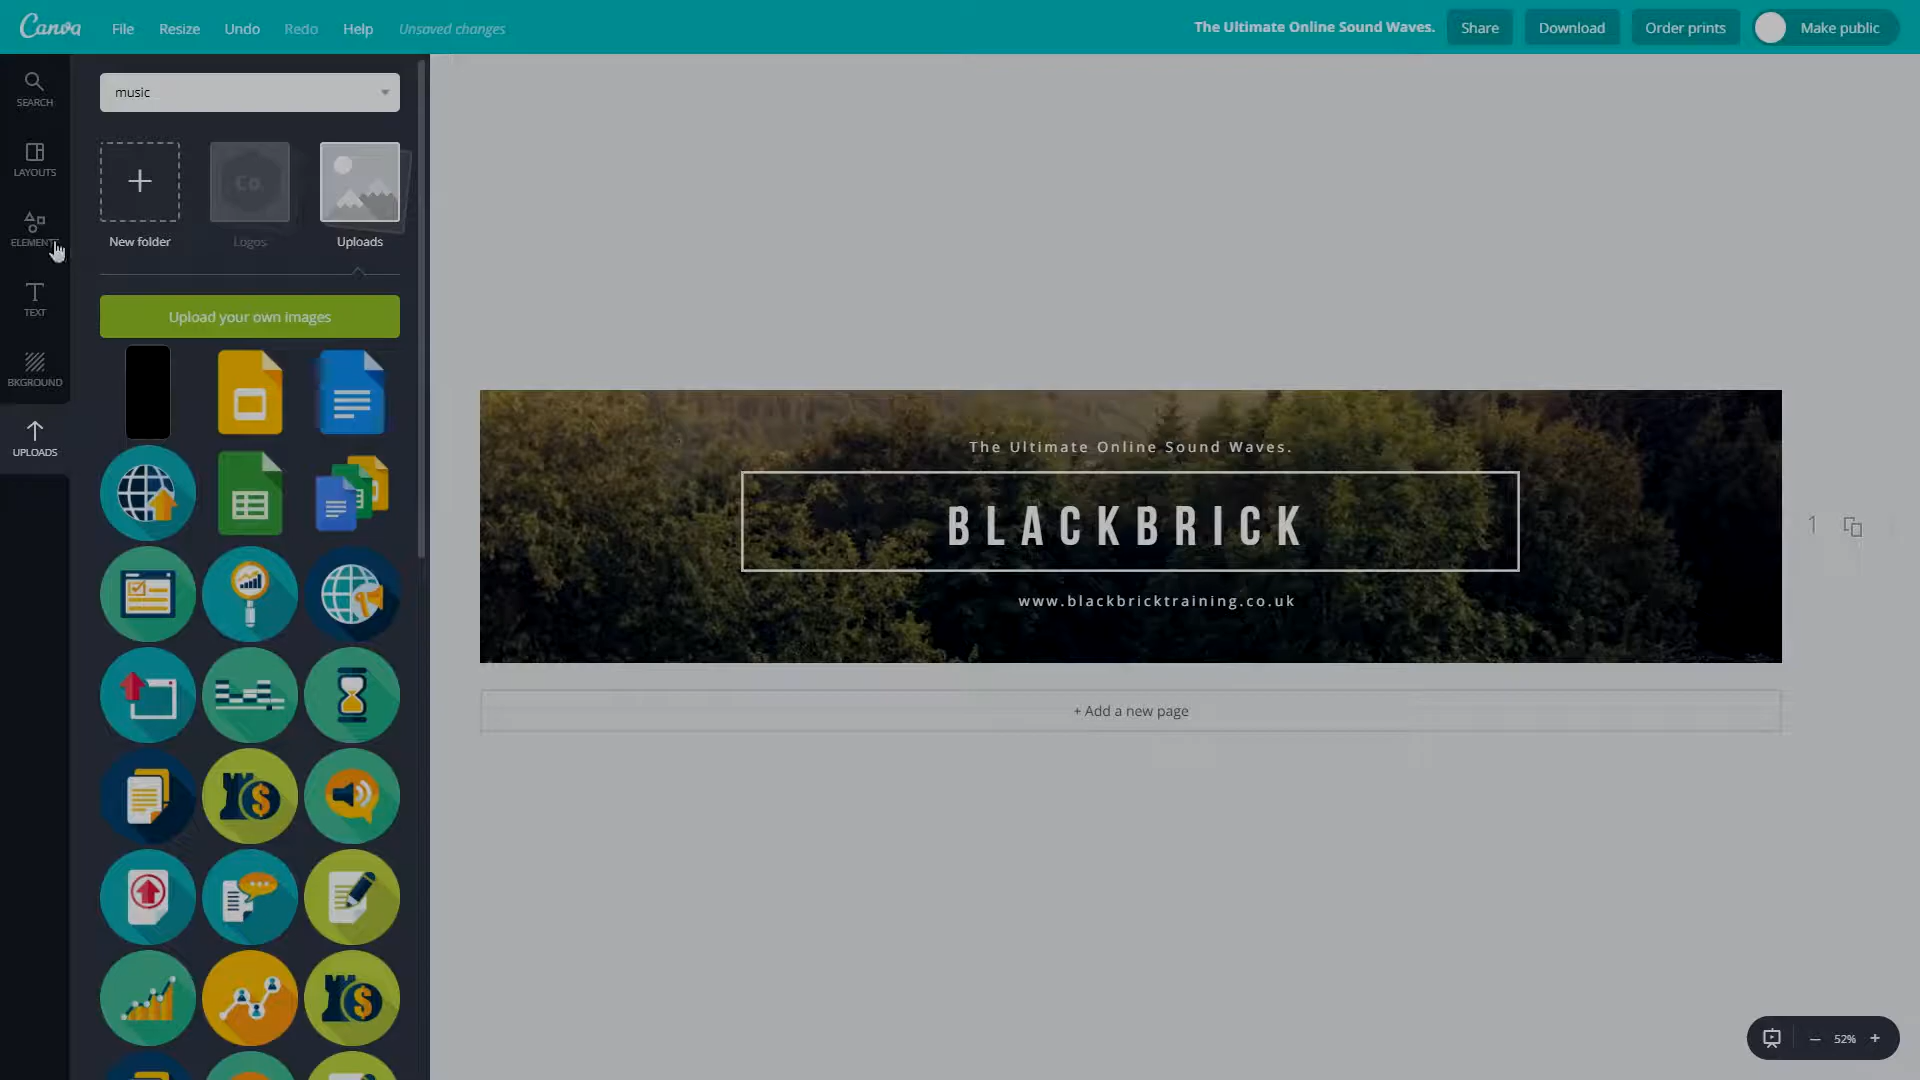 Canva
File
Resize
Undo
Redo
Help
Unsaved changes
The Ultimate Online Sound Waves.
Share
Download
Order prints
Make public
SEARCH
LAYOUTS
ELEMENTS
TEXT
BKGROUND
UPLOADS
music
Co.
New folder
Logos
Uploads
Upload your own images
The Ultimate Online Sound Waves.
BLACKBRICK
www.blackbricktraining.co.uk
1
+ Add a new page
52%